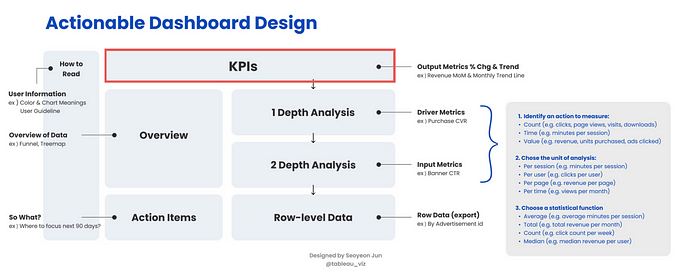 Actionable Dashboard Design
How to
Read
User Information
ex ) Color & Chart Meanings
User Guideline
Overview of Data
ex ) Funnel, Treemap
So What?
ex ) Where to focus next 90 days?
KPIs
Overview
Action Items
1 Depth Analysis
2 Depth Analysis
Row-level Data
Output Metrics % Chg & Trend
ex ) Revenue MoM & Monthly Trend Line
Driver Metrics
ex ) Purchase CVR
Input Metrics
ex ) Banner CTR
Row Data (export)
ex ) By Advertisement id
1. Identify an action to measure:
• Count (e.g. clicks, page views, visits, downloads)
• Time (e.g. minutes per session)
• Value (e.g. revenue, units purchased, ads clicked)
2. Chose the unit of analysis:
• Per session (e.g. minutes per session)
• Per user (e.g. clicks per user)
• Per page (e.g. revenue per page)
• Per time (e.g. views per month)
3. Choose a statistical function
• Average (e.g. average minutes per session)
• Total (e.g. total revenue per month)
• Count (e.g. click count per week)
• Median (e.g. median revenue per user)
Designed by Seoyeon Jun
@tableau_viz